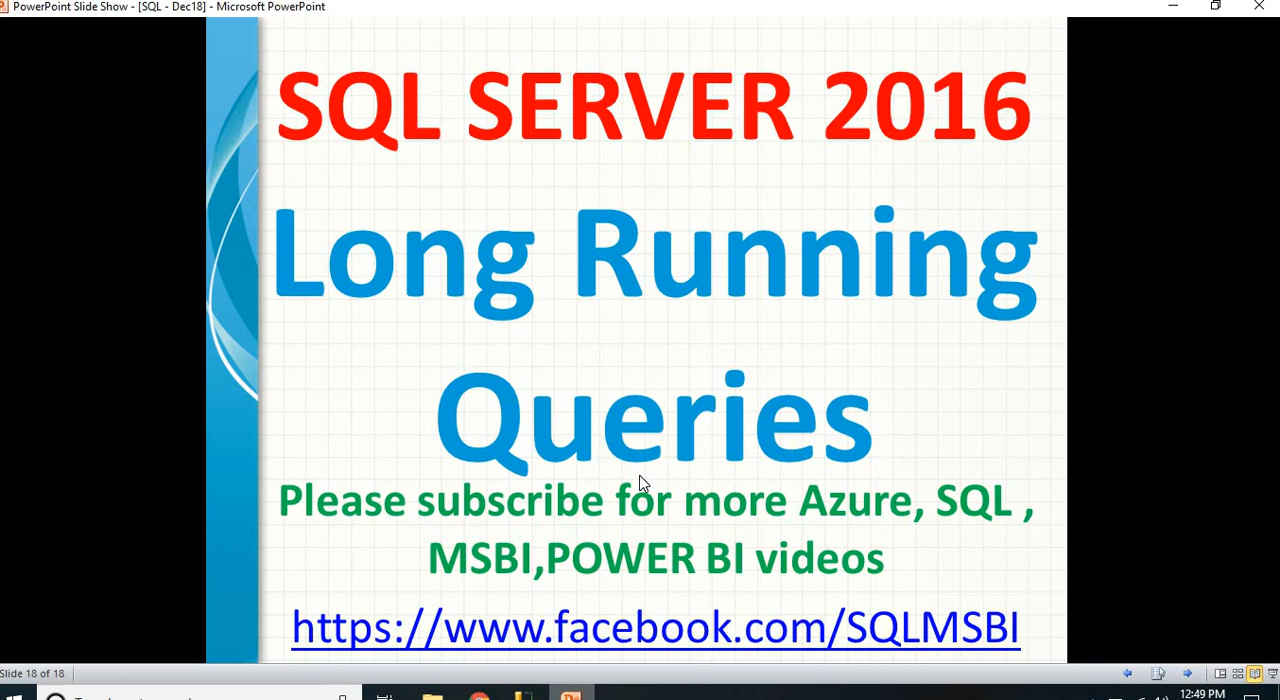 PowerPoint Slide Show - [SQL - Dec18] - Microsoft PowerPoint
SQL SERVER 2016
Long Running
Queries
Please subscribe for more Azure, SQL ,
MSBI,POWER BI videos
https://www.facebook.com/SQLMSBI
Slide 18 of 18
12:49 PM